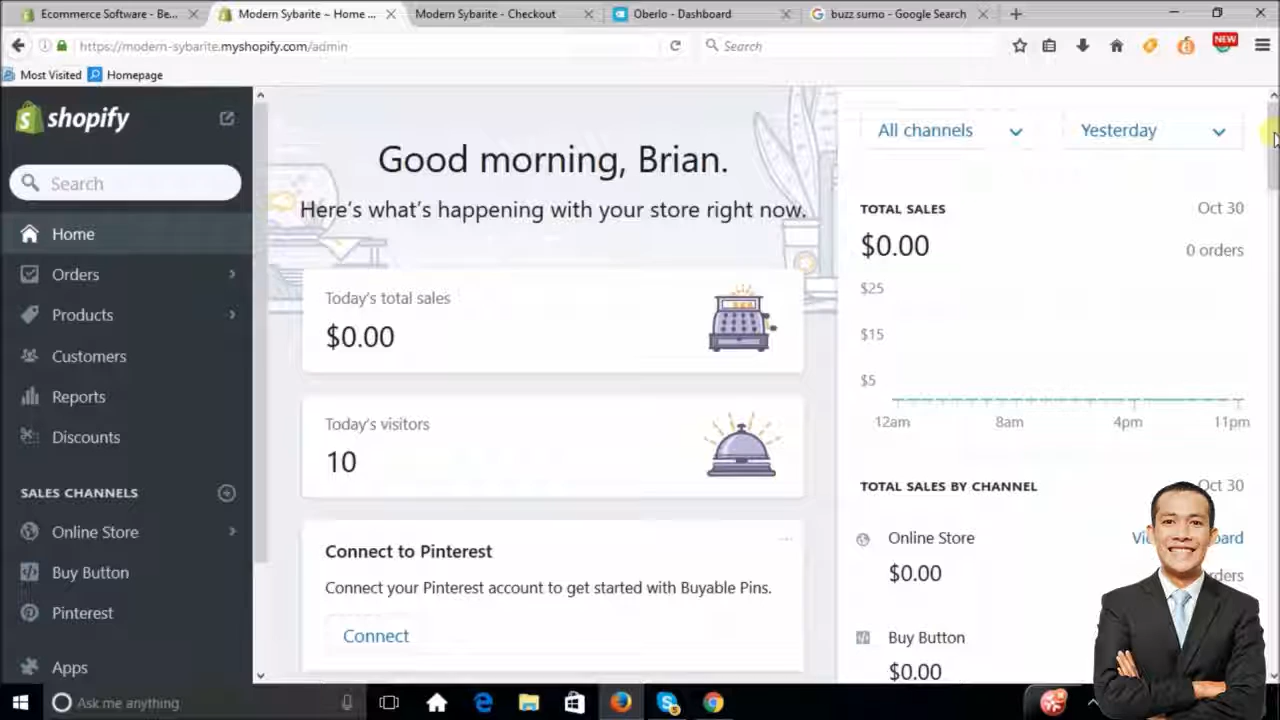 Ecommerce Software - Be...
Modern Sybarite ~ Home ...
Modern Sybarite - Checkout
Oberlo - Dashboard
buzz sumo - Google Search
https://modern-sybarite.myshopify.com/admin
Search
NEW
Most Visited
Homepage
shopify
Search
Home
Orders
Products
Customers
Reports
Discounts
SALES CHANNELS
Online Store
Buy Button
Pinterest
Apps
Good morning, Brian.
Here's what's happening with your store right now.
Today's total sales
$0.00
Today's visitors
10
Connect to Pinterest
Connect your Pinterest account to get started with Buyable Pins.
Connect
All channels
Yesterday
TOTAL SALES
Oct 30
$0.00
0 orders
$25
$15
$5
12am
8am
4pm
11pm
TOTAL SALES BY CHANNEL
Oct 30
Online Store
$0.00
Buy Button
$0.00
Ask me anything